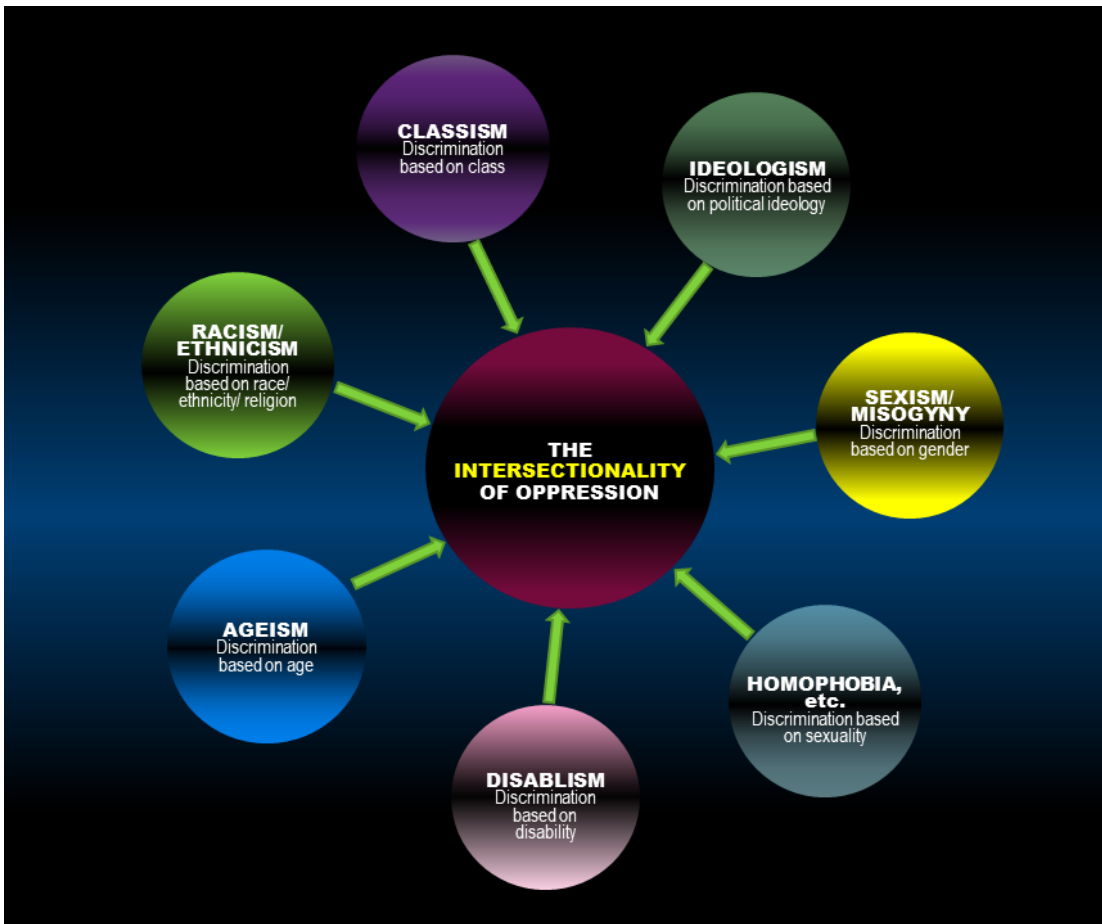 CLASSISM
Discrimination
based on class
IDEOLOGISM
Discrimination based
on political ideology
RACISM/
ETHNICISM
Discrimination
based on race/
ethnicity/ religion
SEXISM/
MISOGYNY
Discrimination
based on gender
THE
INTERSECTIONALITY
OF OPPRESSION
AGEISM
Discrimination
based on age
HOMOPHOBIA,
etc.
Discrimination based
on sexuality
DISABLISM
Discrimination
based on
disability